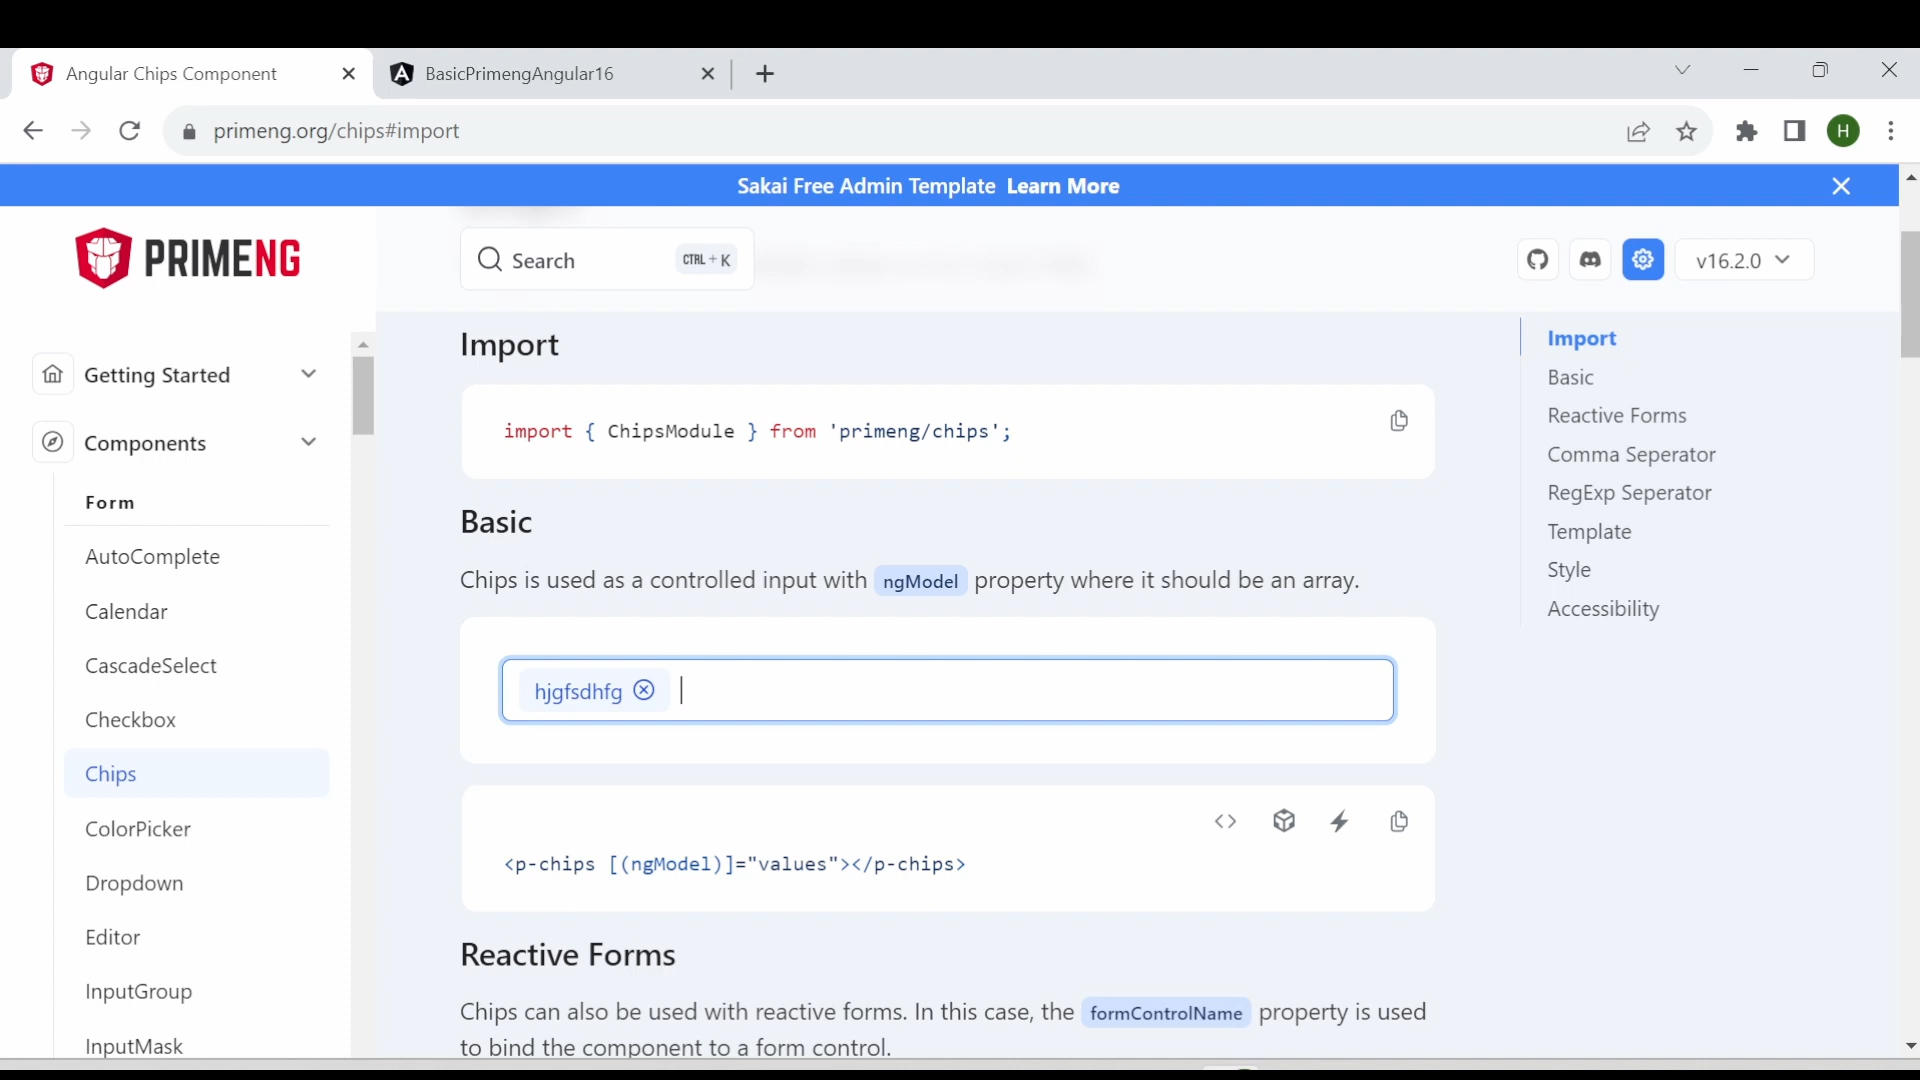 Angular Chips Component
BasicPrimengAngular16
primeng.org/chips#import
H
Sakai Free Admin Template Learn More
PRIMENG
Search
CTRL + K
v16.2.0
Getting Started
Components
Form
AutoComplete
Calendar
CascadeSelect
Checkbox
Chips
ColorPicker
Dropdown
Editor
InputGroup
InputMask
Import
import { ChipsModule } from 'primeng/chips';
Basic
Chips is used as a controlled input with ngModel property where it should be an array.
hjgfsdhfg
<p-chips [(ngModel)]="values"></p-chips>
Reactive Forms
Chips can also be used with reactive forms. In this case, the formControlName property is used
to bind the component to a form control.
Import
Basic
Reactive Forms
Comma Seperator
RegExp Seperator
Template
Style
Accessibility